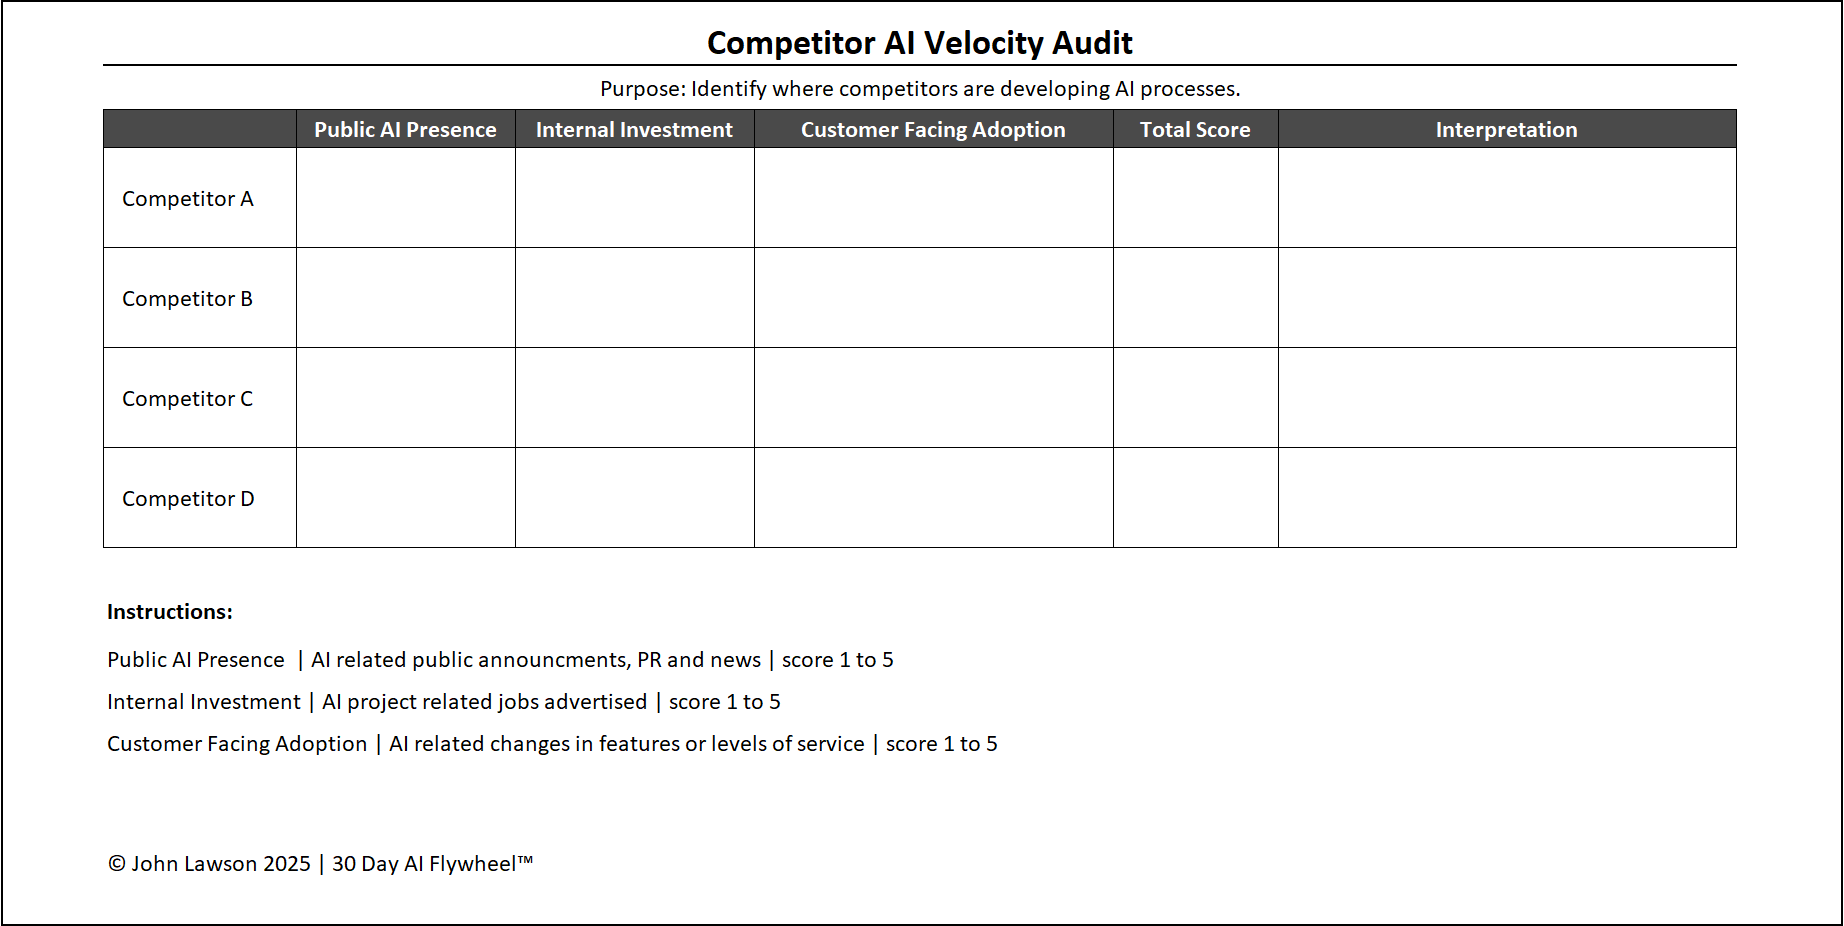 Competitor AI Velocity Audit
Purpose: Identify where competitors are developing AI processes.
Public AI Presence Internal Investment Customer Facing Adoption Total Score Interpretation
Competitor A
Competitor B
Competitor C
Competitor D
Instructions:
Public AI Presence | AI related public announcments, PR and news | score 1 to 5
Internal Investment | AI project related jobs advertised | score 1 to 5
Customer Facing Adoption | AI related changes in features or levels of service | score 1 to 5
© John Lawson 2025 | 30 Day AI Flywheel™